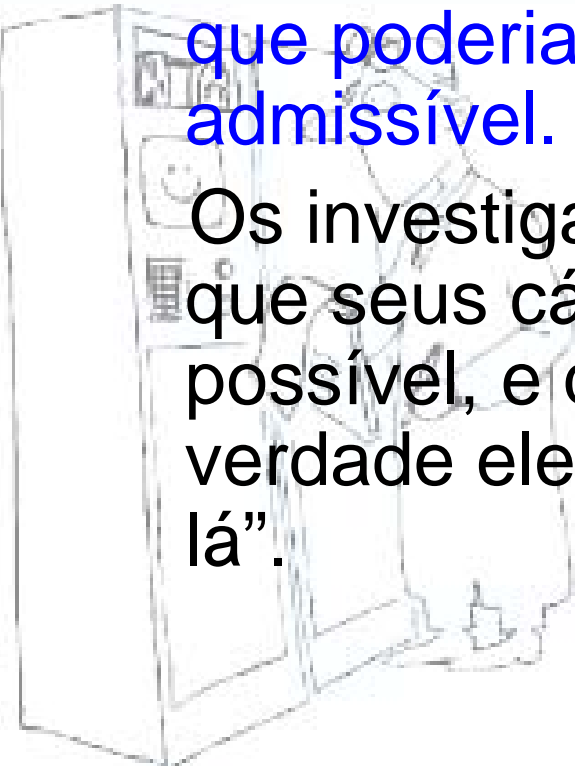 que poderia
admissível.
Os investiga
que seus cá
possível, e
verdade ele
lá”.